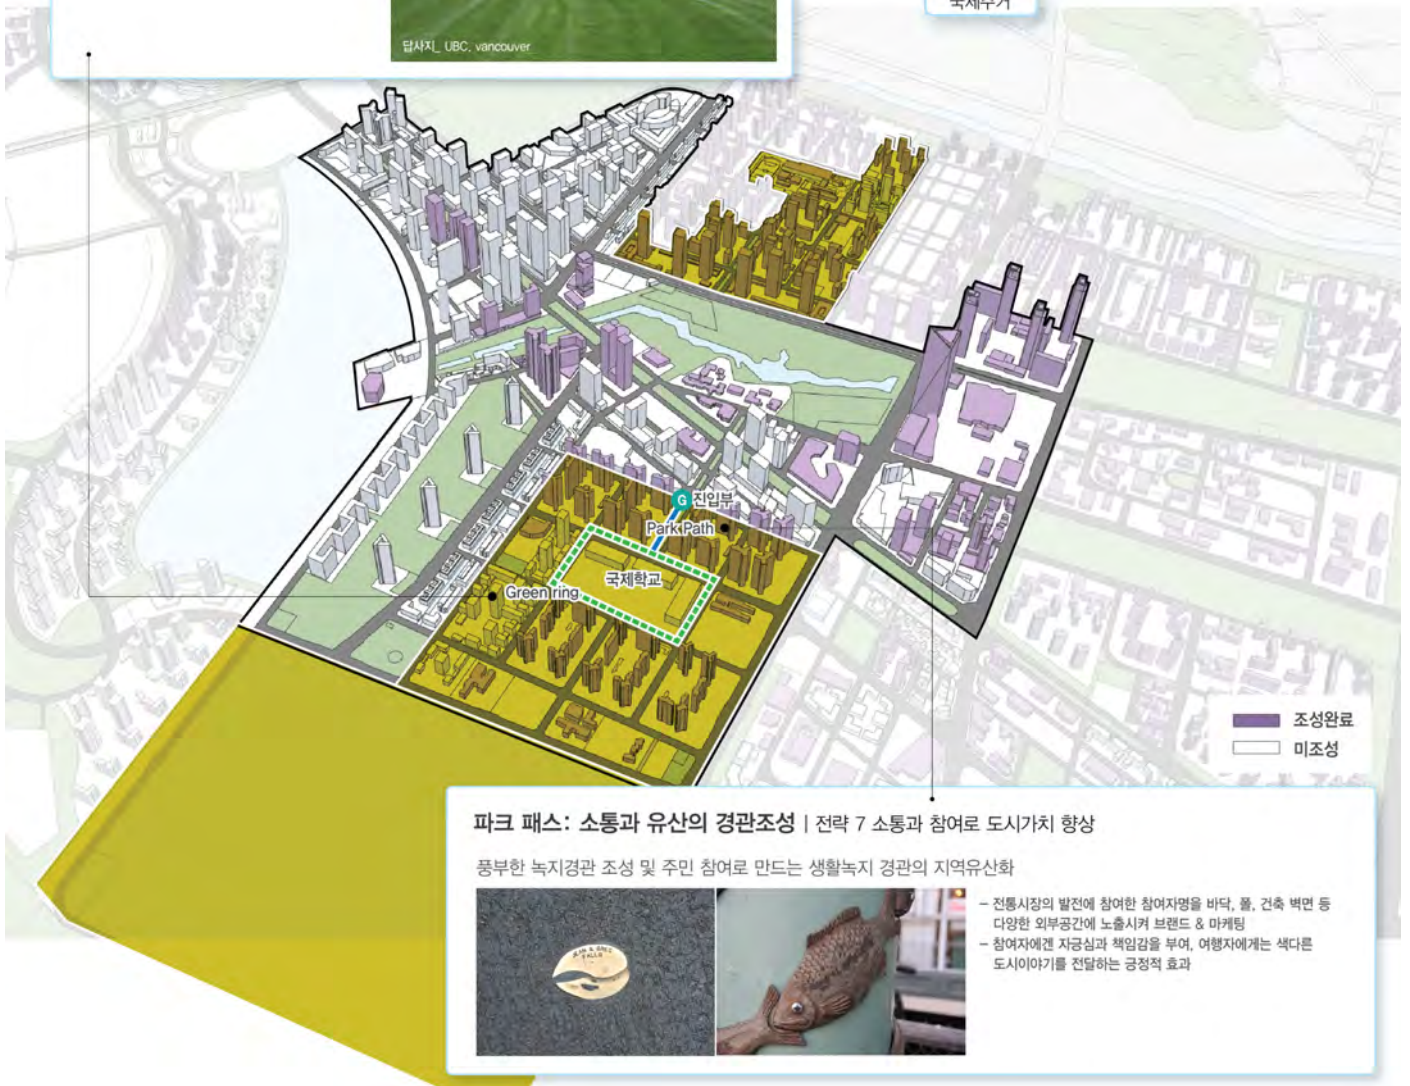 국제주거
답사지_ UBC, vancouver
G 진입부
Park Path
국제학교
Green ring
조성완료
미조성
파크 패스: 소통과 유산의 경관조성 | 전략 7 소통과 참여로 도시가치 향상
풍부한 녹지경관 조성 및 주민 참여로 만드는 생활녹지 경관의 지역유산화
JEAN & GREG
FALLS
– 전통시장의 발전에 참여한 참여자명을 바닥, 폴, 건축 벽면 등
다양한 외부공간에 노출시켜 브랜드 & 마케팅
– 참여자에겐 자긍심과 책임감을 부여, 여행자에게는 색다른
도시이야기를 전달하는 긍정적 효과